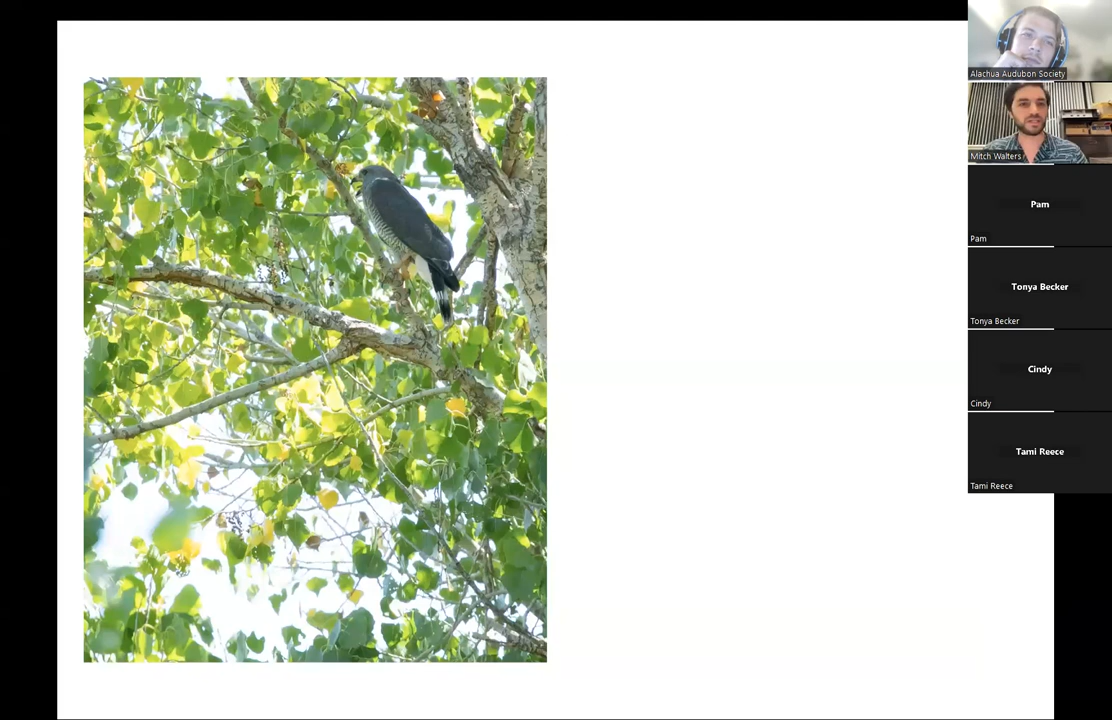 Alachua Audubon Society
Mitch Walters
Pam
Pam
Tonya Becker
Tonya Becker
Cindy
Cindy
Tami Reece
Tami Reece